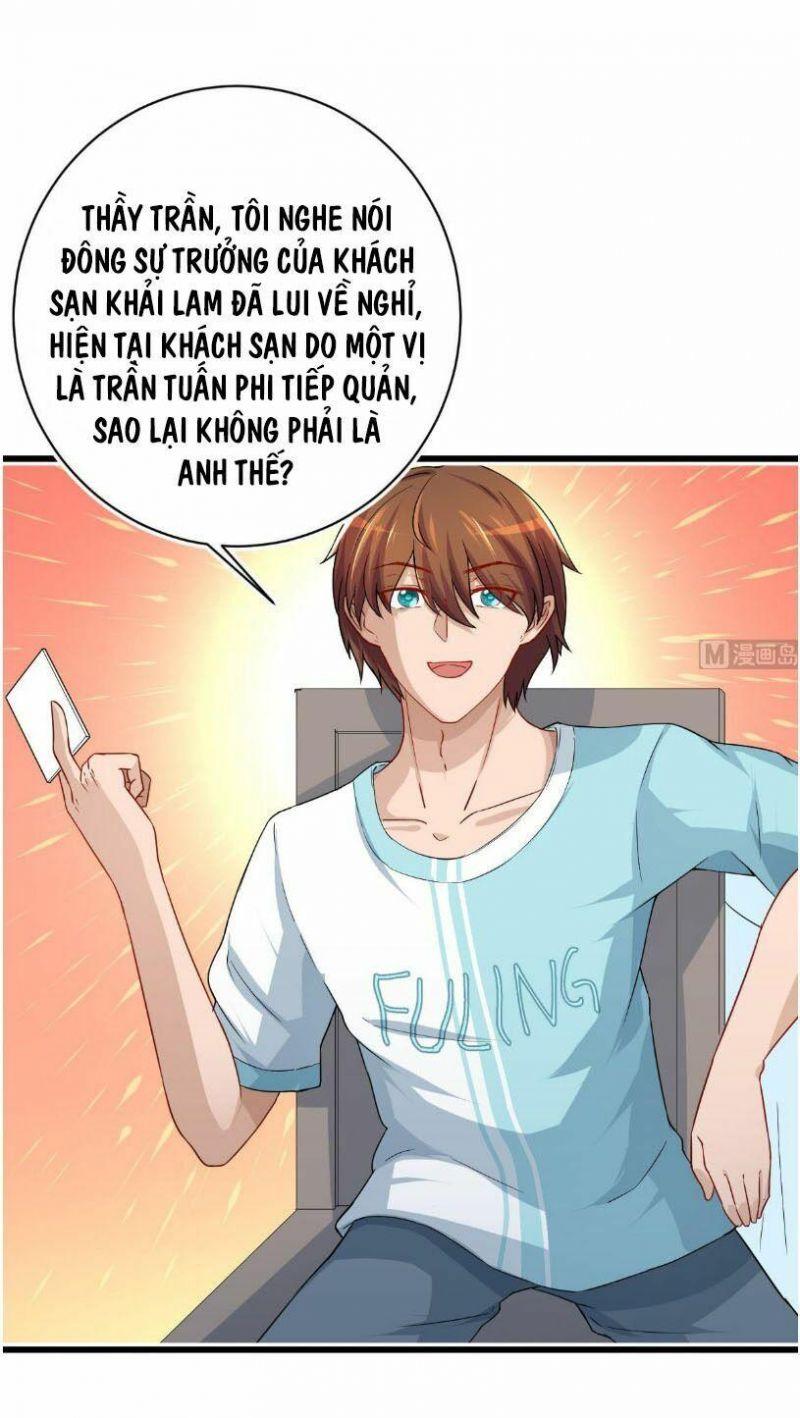 THẦY TRẦN, TÔI NGHE NÓI
ĐÔNG SỰ TRƯỞNG CỦA KHÁCH
SẠN KHẢI LAM ĐÃ LUI VỀ NGHỈ,
HIỆN TẠI KHÁCH SẠN DO MỘT VỊ
LÀ TRẦN TUẤN PHI TIẾP QUẢN,
SAO LẠI KHÔNG PHẢI LÀ
ANH THẾ?
M 漫画岛
FULING